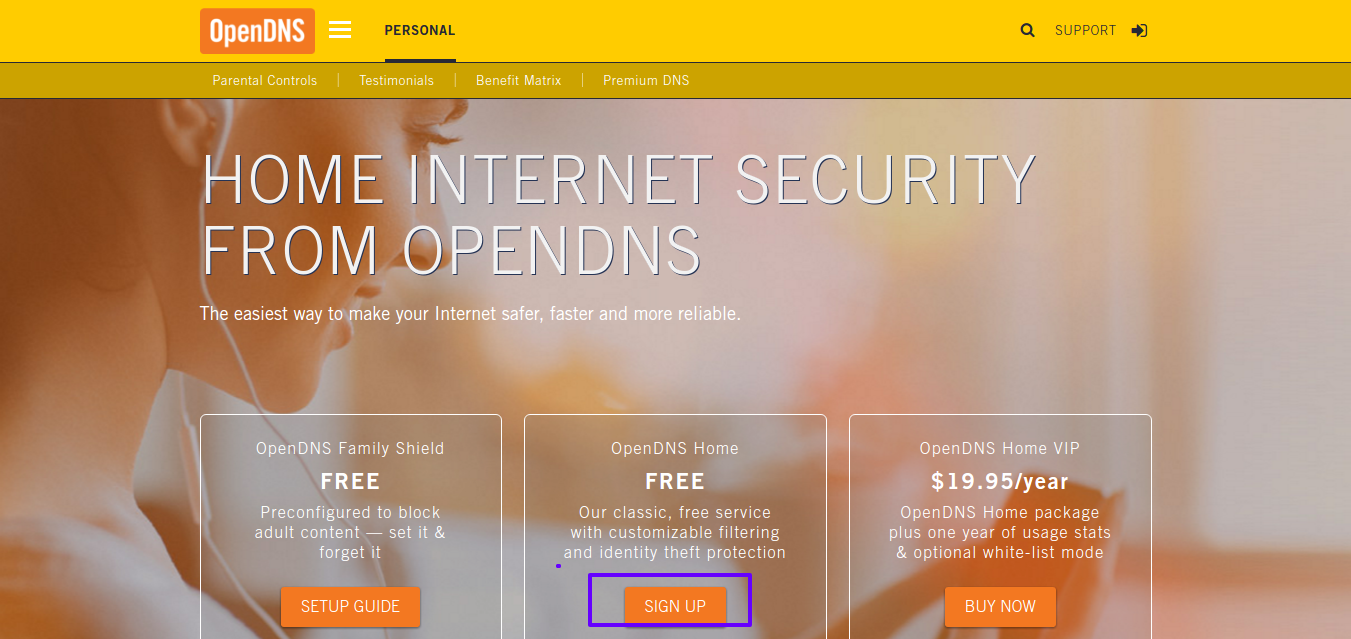 OpenDNS
PERSONAL
SUPPORT
Parental Controls
Testimonials
Benefit Matrix
Premium DNS
HOME INTERNET SECURITY
FROM OPENDNS
The easiest way to make your Internet safer, faster and more reliable.
OpenDNS Family Shield
FREE
Preconfigured to block
adult content — set it &
forget it
SETUP GUIDE
OpenDNS Home
FREE
Our classic, free service
with customizable filtering
and identity theft protection
SIGN UP
OpenDNS Home VIP
$19.95/year
OpenDNS Home package
plus one year of usage stats
& optional white-list mode
BUY NOW